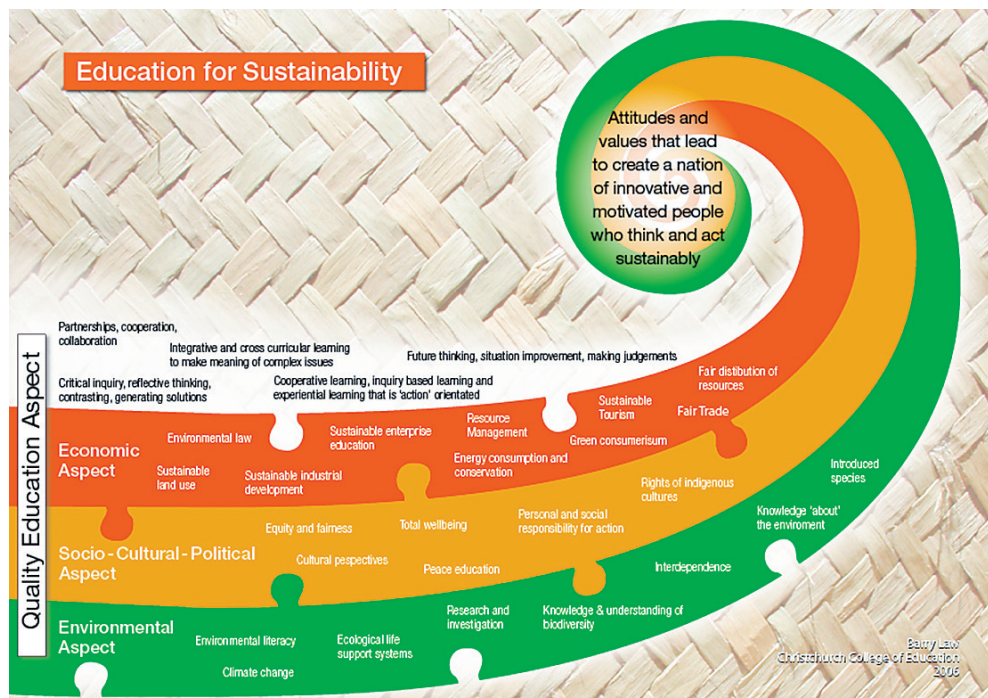 Education for Sustainability
Attitudes and
values that lead
to create a nation
of innovative and
motivated people
who think and act
sustainably
Quality Education Aspect
Partnerships, cooperation,
collaboration
Integrative and cross curricular learning
to make meaning of complex issues
Future thinking, situation improvement, making judgements
Critical inquiry, reflective thinking,
contrasting, generating solutions
Cooperative learning, inquiry based learning and
experiential learning that is 'action' orientated
Economic
Aspect
Environmental law
Sustainable
land use
Sustainable enterprise
education
Sustainable industrial
development
Resource
Management
Energy consumption and
conservation
Green consumerisum
Sustainable
Tourism
Fair Trade
Fair distibution of
resources
Socio-Cultural-Political
Aspect
Equity and fairness
Cultural pespectives
Total wellbeing
Peace education
Personal and social
responsibility for action
Rights of indigenous
cultures
Environmental
Aspect
Environmental literacy
Climate change
Ecological life
support systems
Research and
investigation
Knowledge & understanding of
biodiversity
Interdependence
Knowledge 'about'
the enviroment
Introduced
species
Barry Law
Christchurch College of Education
2006